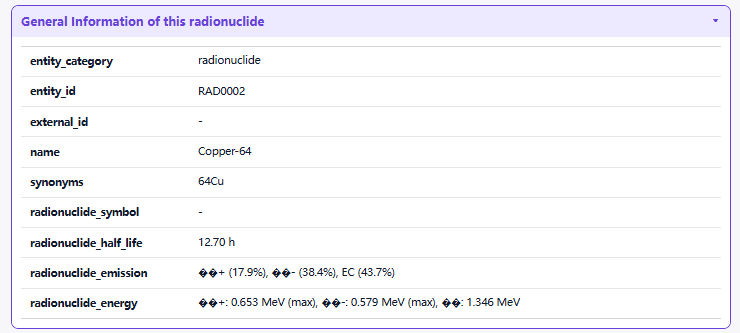 General Information of this radionuclide
entity_category radionuclide
entity_id RAD0002
external_id -
name Copper-64
synonyms 64Cu
radionuclide_symbol -
radionuclide_half_life 12.70 h
radionuclide_emission ��+ (17.9%), ��- (38.4%), EC (43.7%)
radionuclide_energy ��+: 0.653 MeV (max), ��-: 0.579 MeV (max), ��: 1.346 MeV